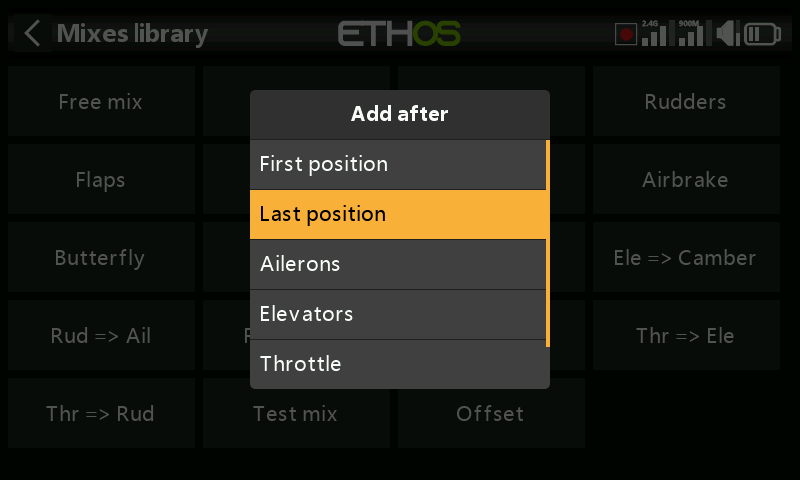 Mixes library
ETHOS
2.4G
900M
Free mix
Rudders
Flaps
Airbrake
Butterfly
Ele => Camber
Rud => Ail
Thr => Ele
Thr => Rud
Test mix
Offset
Add after
First position
Last position
Ailerons
Elevators
Throttle